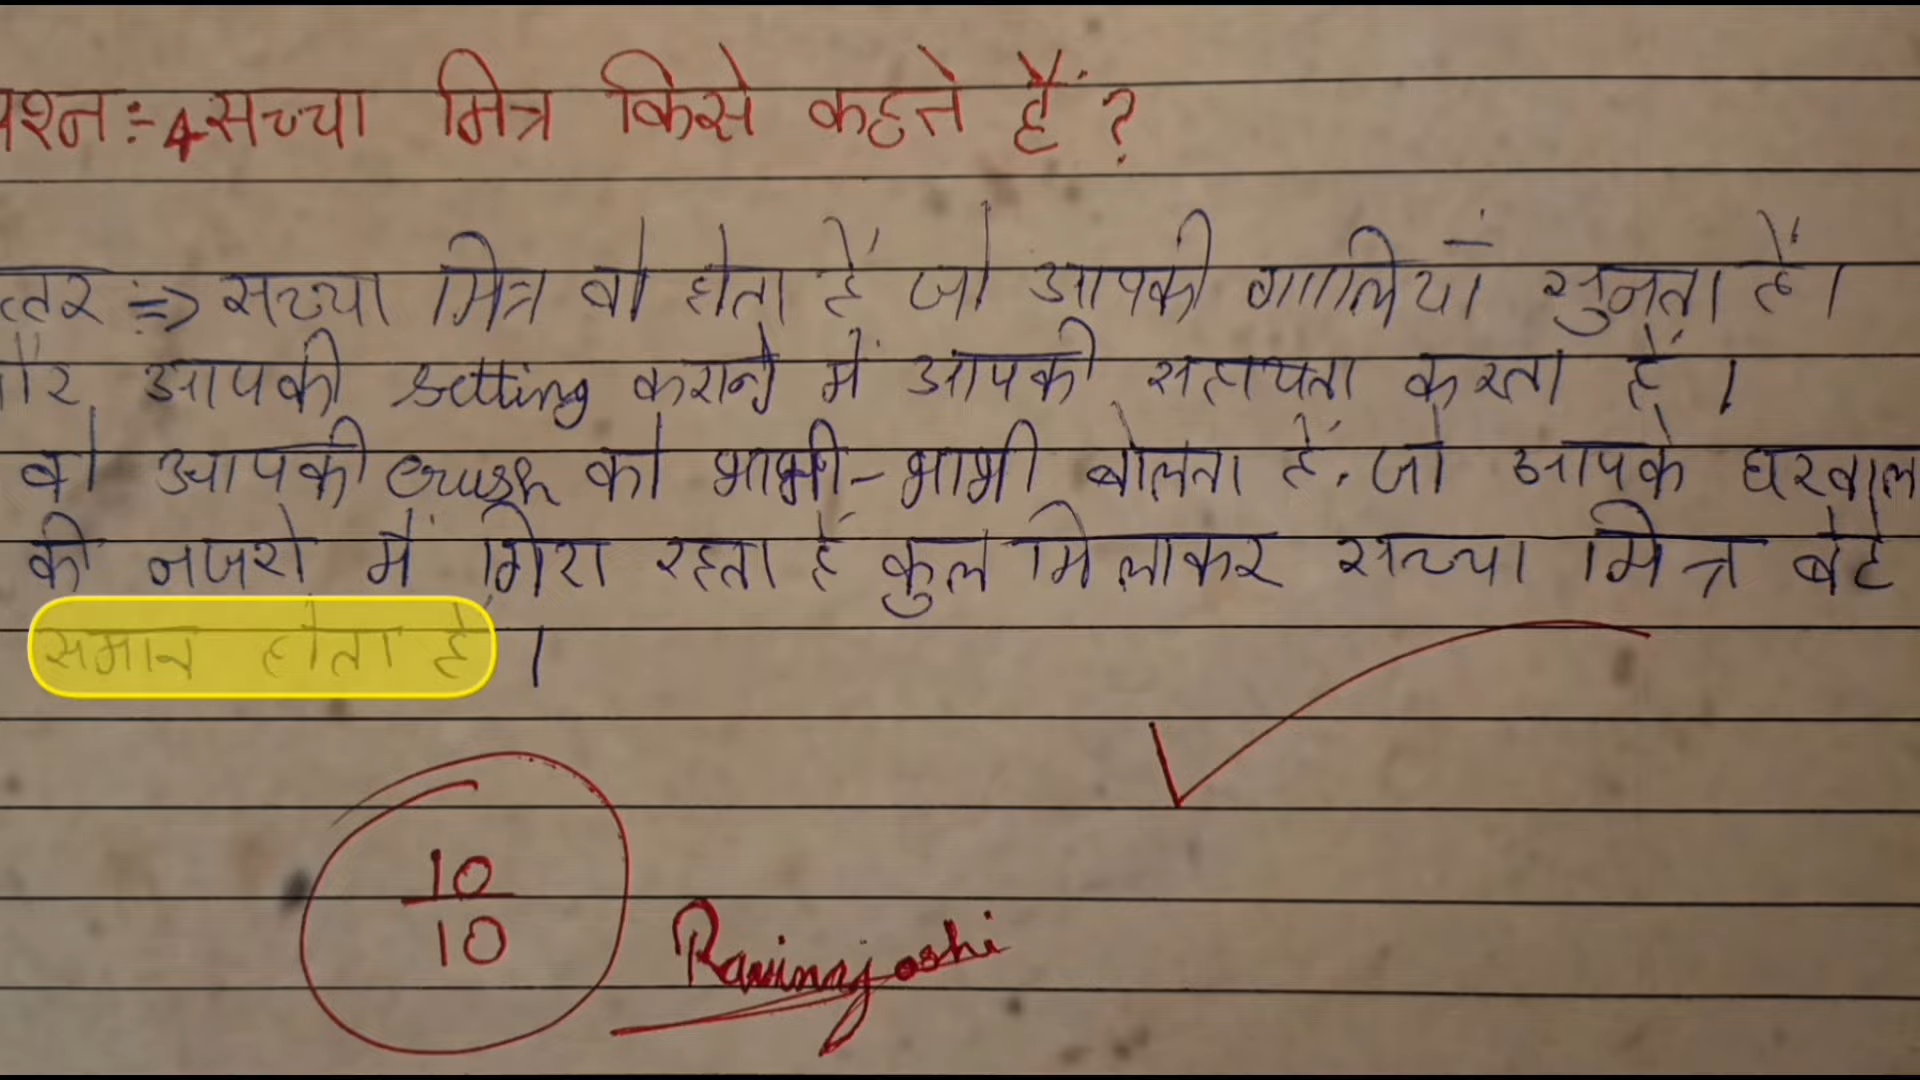 प्रश्न:- 4 सच्चा मित्र किसे कहते हैं ?
त्तर => सच्चा मित्र वो होता हैं जो आपकी गालियां सुनता हैं।
और आपकी setting कराने में आपकी सहायता करता हैं ।
वो आपकी crush को भाभी-भाभी बोलता हैं. जो आपके घरवालो
की नजरो में गिरा रहता हैं कुल मिलाकर सच्चा मित्र बेटे
समान होता है ।
10
10
Ravinajoshi